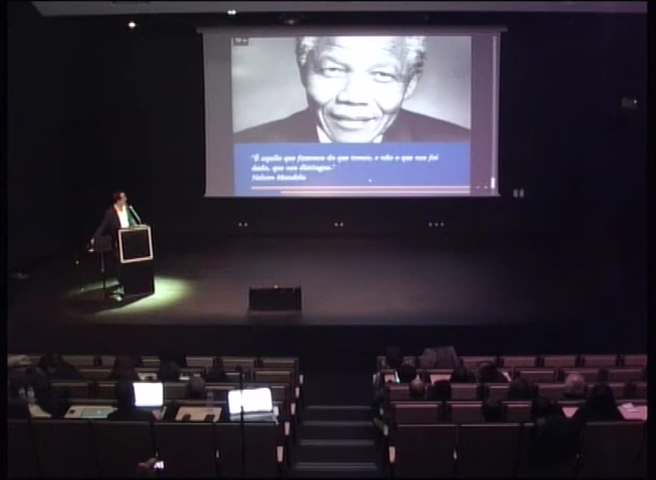 "É aquilo que fazemos do que temos, e não o que nos foi
dado, que nos distingue."
Nelson Mandela